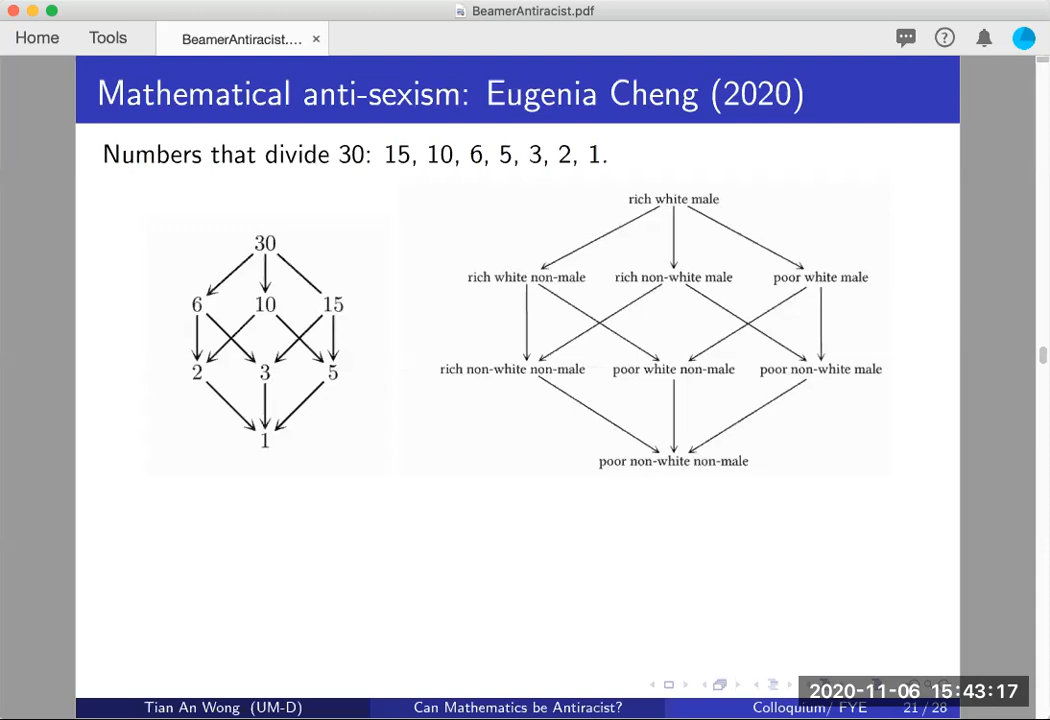 BeamerAntiracist.pdf
Home Tools BeamerAntiracist.... ×
Mathematical anti-sexism: Eugenia Cheng (2020)
Numbers that divide 30: 15, 10, 6, 5, 3, 2, 1.
30
6 10 15
2 3 5
1
rich white male
rich white non-male rich non-white male poor white male
rich non-white non-male poor white non-male poor non-white male
poor non-white non-male
2020-11-06 15:43:17
Tian An Wong (UM-D) Can Mathematics be Antiracist? Colloquium/ FYE 21 / 28